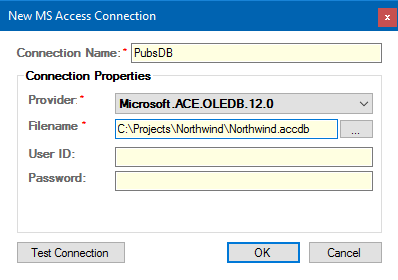 New MS Access Connection
x
Connection Name:* PubsDB
Connection Properties
Provider:* Microsoft.ACE.OLEDB.12.0
Filename * C:\Projects\Northwind\Northwind.accdb ...
User ID:
Password:
Test Connection OK Cancel